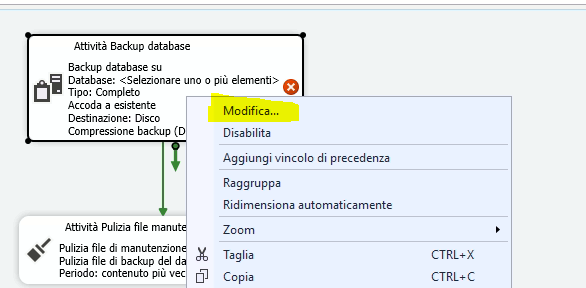 Attività Backup database
Backup database su
Database: <Selezionare uno o più elementi>
Tipo: Completo
Accoda a esistente
Destinazione: Disco
Compressione backup (D
Modifica...
Disabilita
Aggiungi vincolo di precedenza
Raggruppa
Ridimensiona automaticamente
Zoom
Taglia CTRL+X
Copia CTRL+C
Attività Pulizia file manute
Pulizia file di manutenzione
Pulizia file di backup del da
Periodo: contenuto più vec